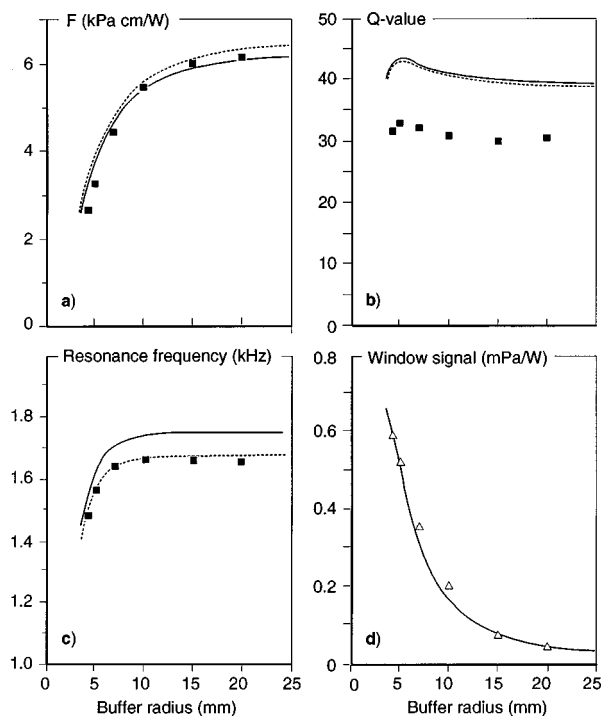 F (kPa cm/W)
6
4
2
0
a)
Q-value
50
40
30
20
10
0
b)
Resonance frequency (kHz)
1.8
1.6
1.4
1.2
1.0
c)
0 5 10 15 20 25
Buffer radius (mm)
Window signal (mPa/W)
0.8
0.6
0.4
0.2
0
d)
0 5 10 15 20 25
Buffer radius (mm)